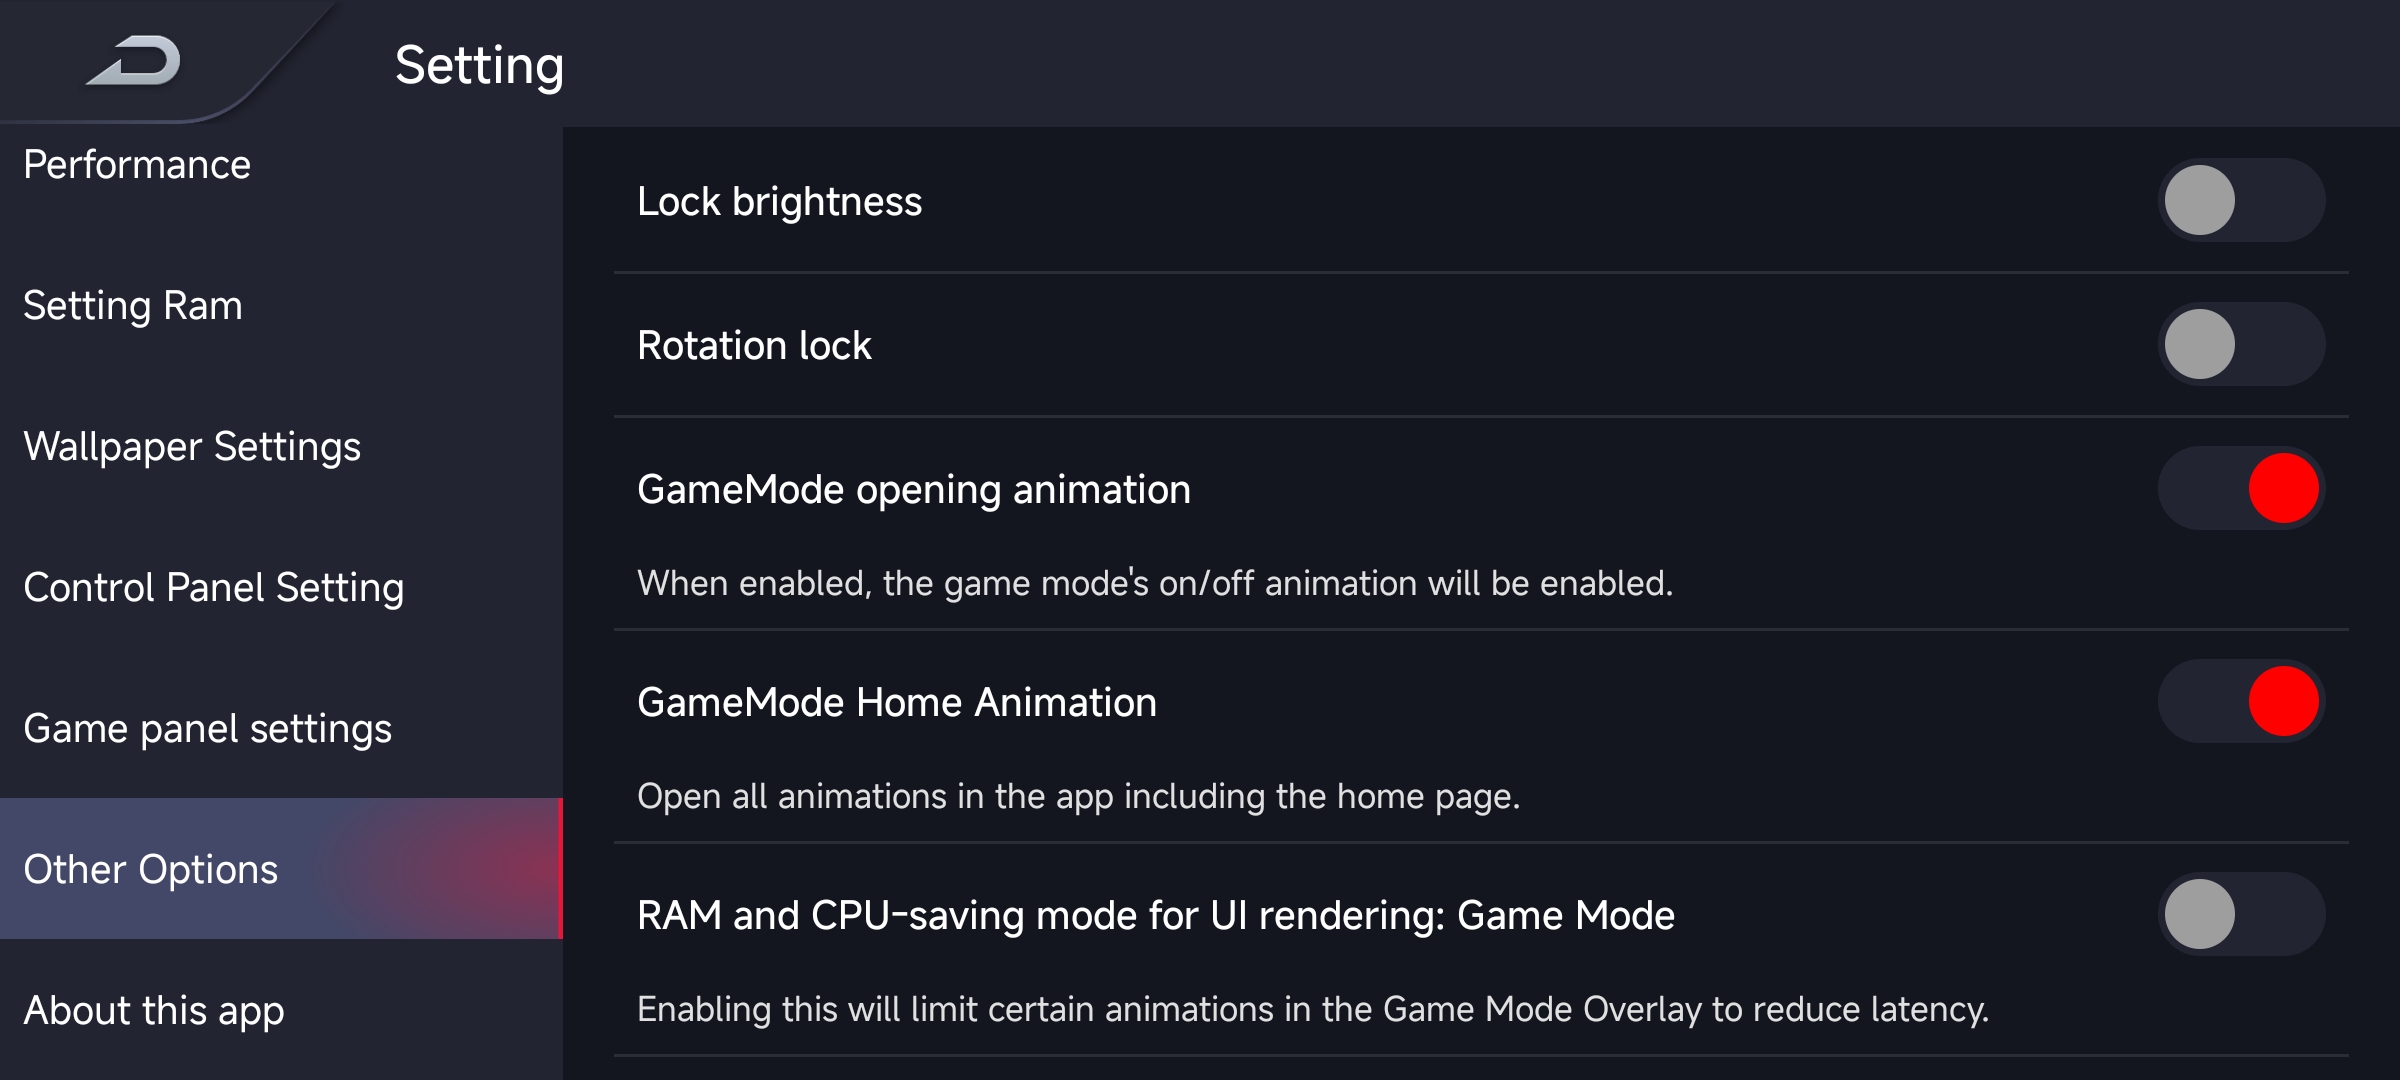 Setting
Performance
Setting Ram
Wallpaper Settings
Control Panel Setting
Game panel settings
Other Options
About this app
Lock brightness
Rotation lock
GameMode opening animation
When enabled, the game mode's on/off animation will be enabled.
GameMode Home Animation
Open all animations in the app including the home page.
RAM and CPU-saving mode for UI rendering: Game Mode
Enabling this will limit certain animations in the Game Mode Overlay to reduce latency.